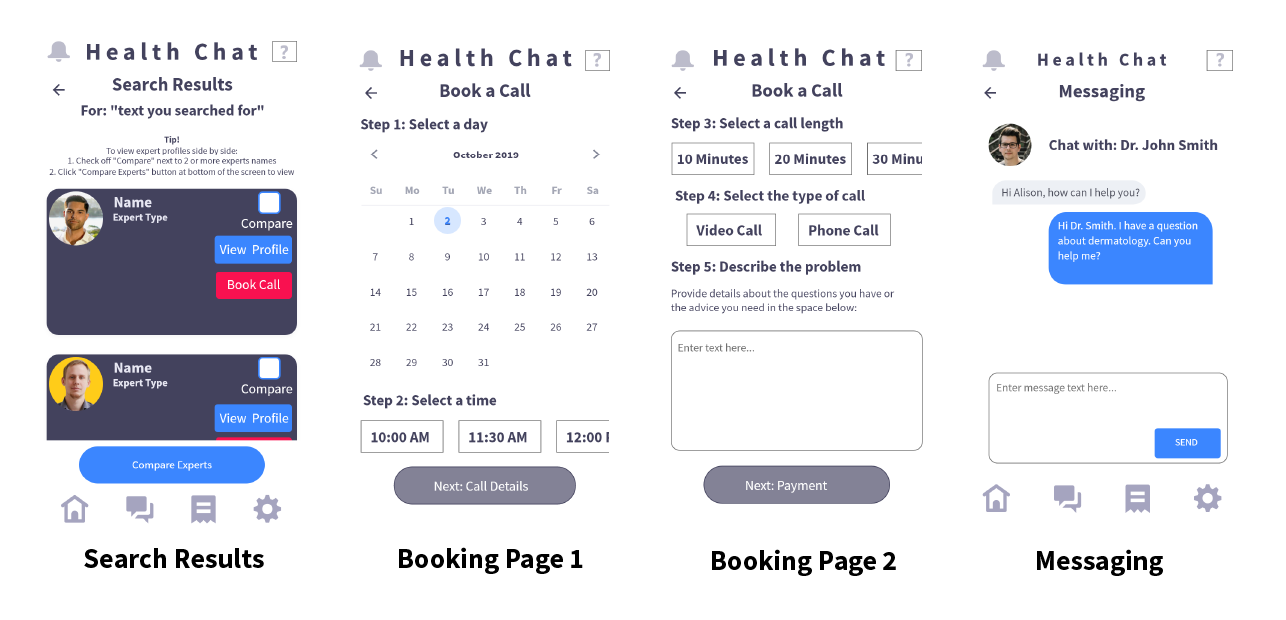 Health Chat
?
Search Results
For: "text you searched for"
Tip!
To view expert profiles side by side:
1. Check off "Compare" next to 2 or more experts names
2. Click "Compare Experts" button at bottom of the screen to view
Name
Expert Type
Compare
View Profile
Book Call
Name
Expert Type
Compare
View Profile
Compare Experts
Search Results
Health Chat
?
Book a Call
Step 1: Select a day
October 2019
Su Mo Tu We Th Fr Sa
1 2 3 4 5 6
7 8 9 10 11 12 13
14 15 16 17 18 19 20
21 22 23 24 25 26 27
28 29 30 31
Step 2: Select a time
10:00 AM 11:30 AM 12:00
Next: Call Details
Booking Page 1
Health Chat
?
Book a Call
Step 3: Select a call length
10 Minutes 20 Minutes 30 Minu
Step 4: Select the type of call
Video Call Phone Call
Step 5: Describe the problem
Provide details about the questions you have or
the advice you need in the space below:
Enter text here...
Next: Payment
Booking Page 2
Health Chat
?
Messaging
Chat with: Dr. John Smith
Hi Alison, how can I help you?
Hi Dr. Smith. I have a question
about dermatology. Can you
help me?
Enter message text here...
SEND
Messaging